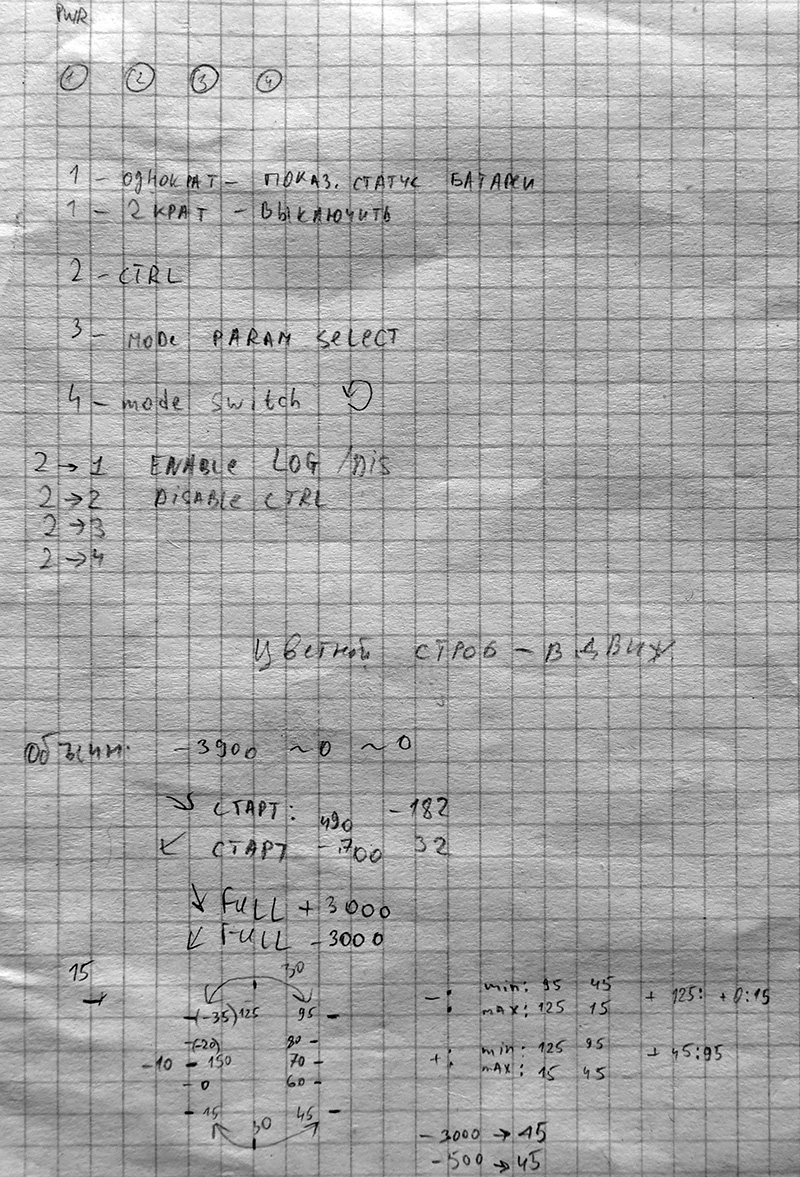 PWR
1 2 3 4
1 - однократ - показ. статус батареи
1 - 2 крат - выключить
2 - CTRL
3 - MODe PARAM SeLeCT
4 - mode switch
2 → 1 ENABLe LOG / DiS
2 → 2 DiSABLe CTRL
2 → 3
2 → 4
Цветной строб - в движ
-3900 ~0 ~0
↘ СТАРТ: 490 -182
↙ СТАРТ -700 32
↘ FULL + 3000
↙ FULL - 3000
15
30
(-35) 125 95
(-20) 80
-10 150 70
0 60
15 45
30
-: min: 95 45
max: 125 15
+ 125: + 0:15
+: min: 125 95
max: 15 45
+ 45:95
-3000 → 15
-500 → 45